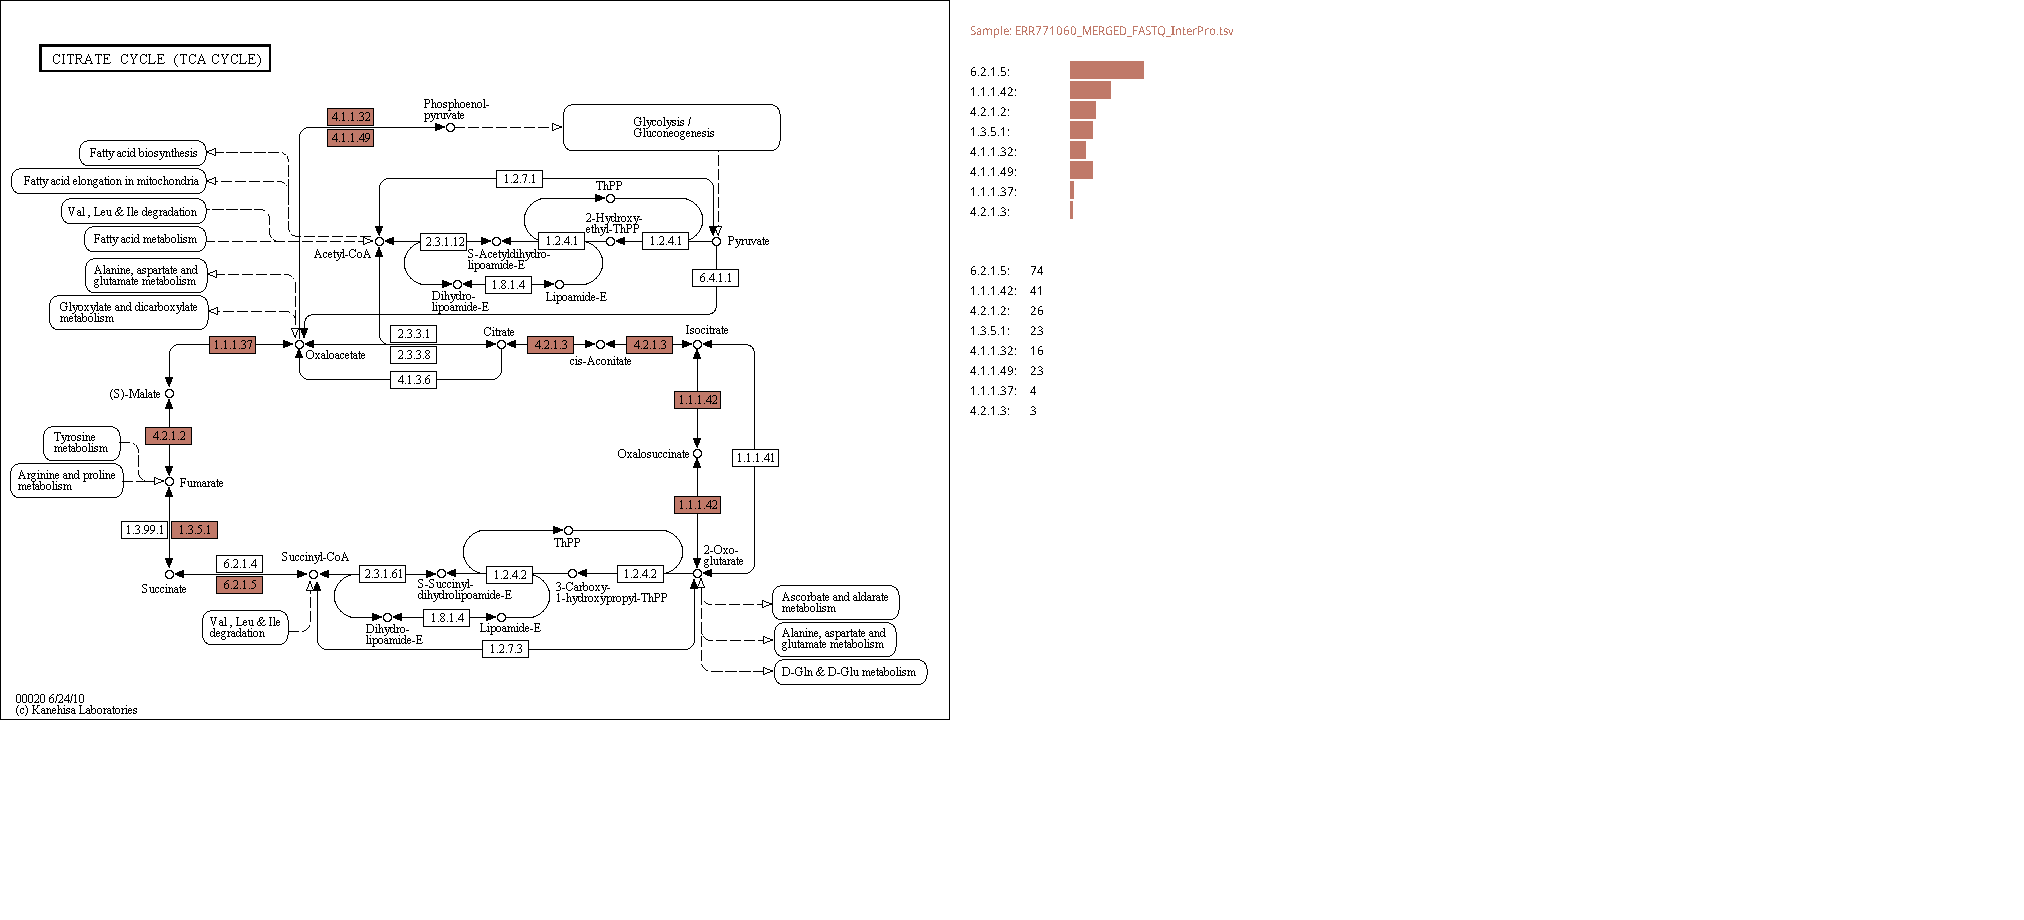 CITRATE CYCLE (TCA CYCLE)
4.1.1.32
4.1.1.49
Phosphoenol-
pyruvate
Glycolysis /
Gluconeogenesis
Fatty acid biosynthesis
Fatty acid elongation in mitochondria
Val , Leu & Ile degradation
Fatty acid metabolism
Alanine, aspartate and
glutamate metabolism
Glyoxylate and dicarboxylate
metabolism
1.2.7.1
ThPP
2-Hydroxy-
ethyl-ThPP
Acetyl-CoA
2.3.1.12
S-Acetyldihydro-
lipoamide-E
1.2.4.1
1.2.4.1
Pyruvate
Dihydro-
lipoamide-E
1.8.1.4
Lipoamide-E
6.4.1.1
1.1.1.37
Oxaloacetate
2.3.3.1
2.3.3.8
4.1.3.6
Citrate
4.2.1.3
cis-Aconitate
4.2.1.3
Isocitrate
(S)-Malate
1.1.1.42
4.2.1.2
Tyrosine
metabolism
Arginine and proline
metabolism
Fumarate
Oxalosuccinate
1.1.1.41
1.1.1.42
1.3.99.1
1.3.5.1
ThPP
2-Oxo-
glutarate
Succinate
6.2.1.4
6.2.1.5
Succinyl-CoA
2.3.1.61
S-Succinyl-
dihydrolipoamide-E
1.2.4.2
3-Carboxy-
1-hydroxypropyl-ThPP
1.2.4.2
Val , Leu & Ile
degradation
Dihydro-
lipoamide-E
1.8.1.4
Lipoamide-E
1.2.7.3
Ascorbate and aldarate
metabolism
Alanine, aspartate and
glutamate metabolism
D-Gln & D-Glu metabolism
00020 6/24/10
(c) Kanehisa Laboratories
Sample: ERR771060_MERGED_FASTQ_InterPro.tsv
6.2.1.5:
1.1.1.42:
4.2.1.2:
1.3.5.1:
4.1.1.32:
4.1.1.49:
1.1.1.37:
4.2.1.3:
6.2.1.5: 74
1.1.1.42: 41
4.2.1.2: 26
1.3.5.1: 23
4.1.1.32: 16
4.1.1.49: 23
1.1.1.37: 4
4.2.1.3: 3